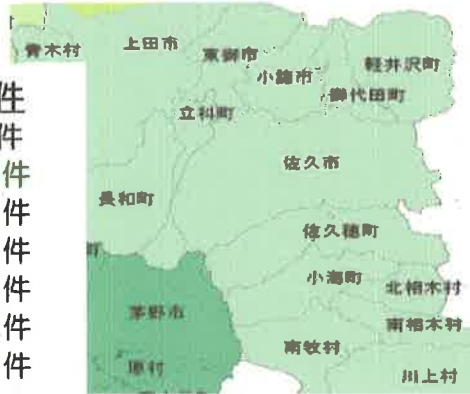 青木村
上田市
東御市
小諸市
軽井沢町
御代田町
立科町
佐久市
長和町
佐久穂町
小海町
北相木村
南相木村
茅野市
南牧村
原村
川上村
件
件
件
件
件
件
件
件